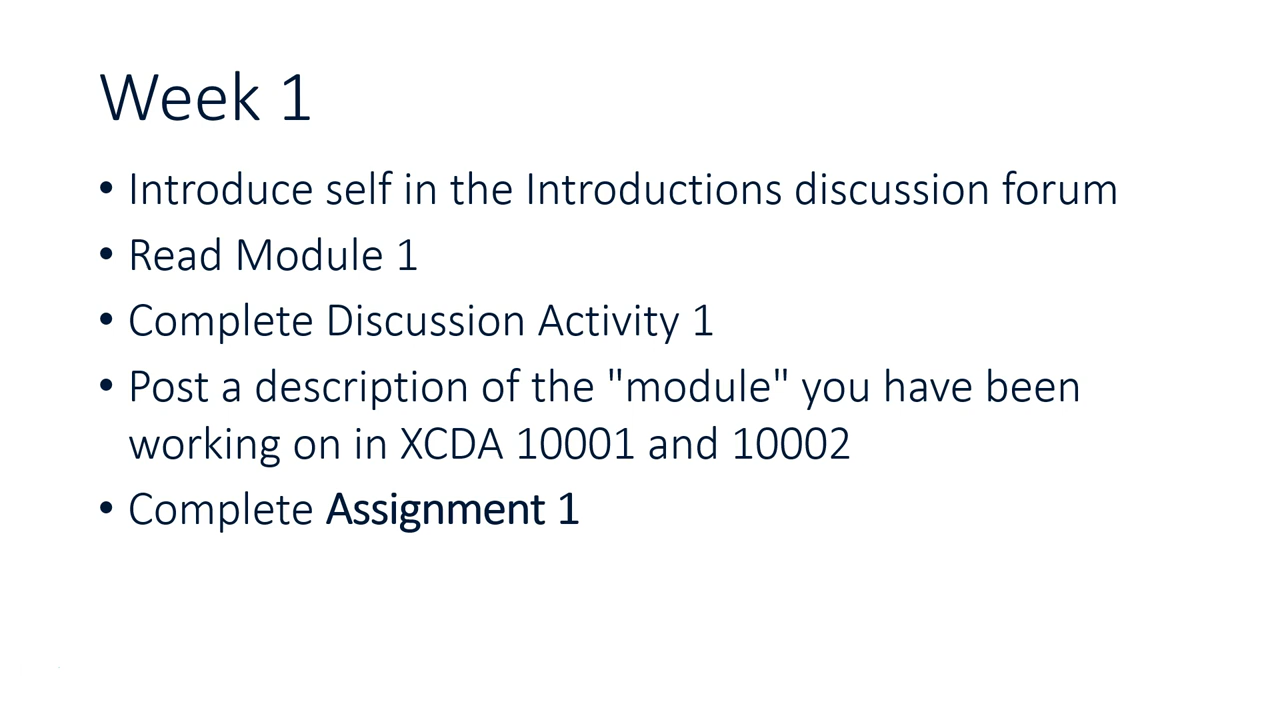 Week 1
• Introduce self in the Introductions discussion forum
• Read Module 1
• Complete Discussion Activity 1
• Post a description of the "module" you have been
working on in XCDA 10001 and 10002
• Complete Assignment 1